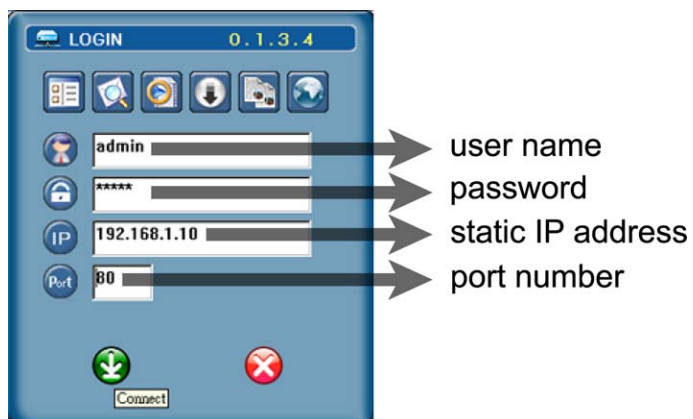 LOGIN 0.1.3.4
admin user name
***** password
IP 192.168.1.10 static IP address
Port 80 port number
Connect